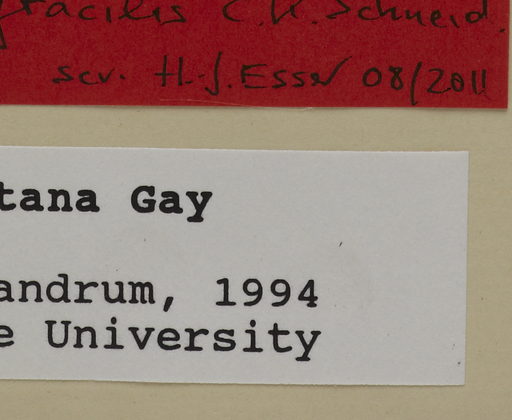 gracilis C.K. Schneid.
scr. H.-J. Esser 08/2011
tana Gay
andrum, 1994
e University